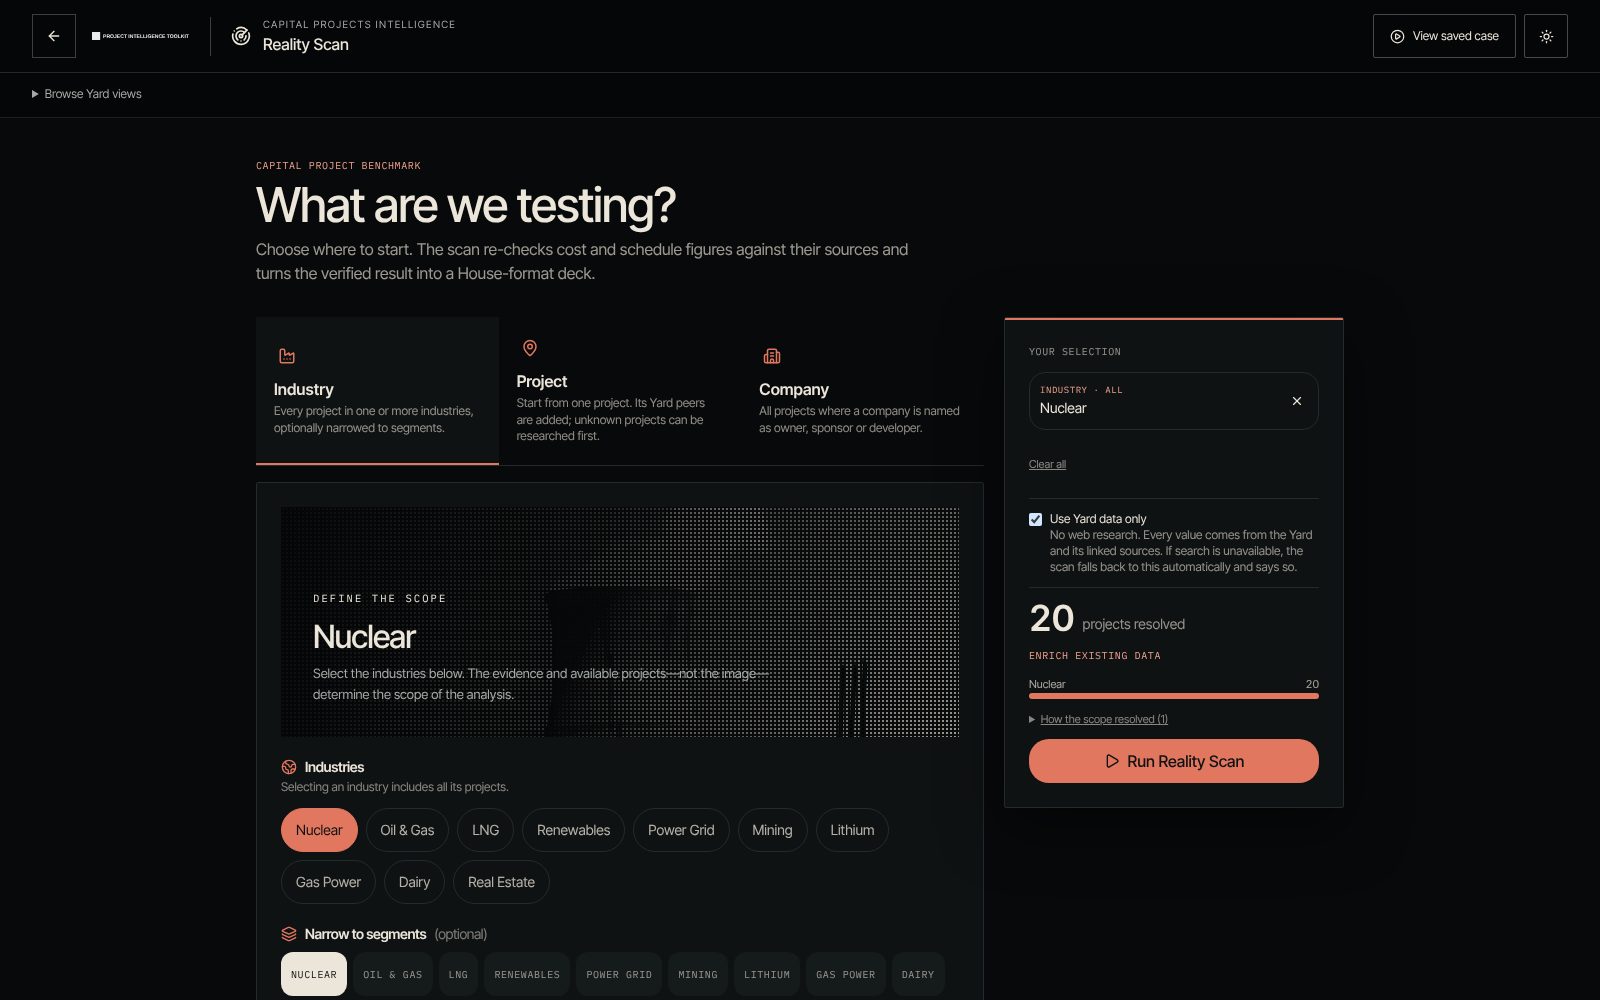 PROJECT INTELLIGENCE TOOLKIT
CAPITAL PROJECTS INTELLIGENCE
Reality Scan
View saved case
Browse Yard views
CAPITAL PROJECT BENCHMARK
What are we testing?
Choose where to start. The scan re-checks cost and schedule figures against their sources and
turns the verified result into a House-format deck.
Industry
Every project in one or more industries,
optionally narrowed to segments.
Project
Start from one project. Its Yard peers
are added; unknown projects can be
researched first.
Company
All projects where a company is named
as owner, sponsor or developer.
DEFINE THE SCOPE
Nuclear
Select the industries below. The evidence and available projects—not the image—
determine the scope of the analysis.
Industries
Selecting an industry includes all its projects.
Nuclear
Oil & Gas
LNG
Renewables
Power Grid
Mining
Lithium
Gas Power
Dairy
Real Estate
Narrow to segments (optional)
NUCLEAR
OIL & GAS
LNG
RENEWABLES
POWER GRID
MINING
LITHIUM
GAS POWER
DAIRY
YOUR SELECTION
INDUSTRY · ALL
Nuclear
Clear all
Use Yard data only
No web research. Every value comes from the Yard
and its linked sources. If search is unavailable, the
scan falls back to this automatically and says so.
20 projects resolved
ENRICH EXISTING DATA
Nuclear 20
How the scope resolved (1)
Run Reality Scan